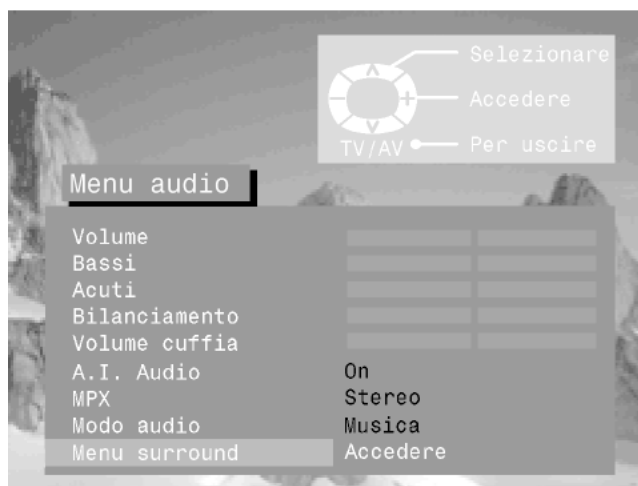 Selezionare
Accedere
TV/AV Per uscire
Menu audio
Volume
Bassi
Acuti
Bilanciamento
Volume cuffia
A.I. Audio On
MPX Stereo
Modo audio Musica
Menu surround Accedere